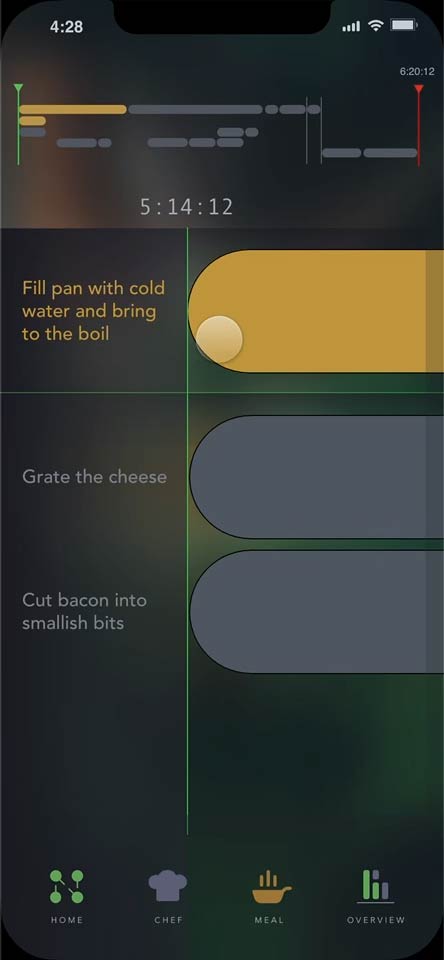 4:28
6:20:12
5:14:12
Fill pan with cold
water and bring
to the boil
Grate the cheese
Cut bacon into
smallish bits
HOME CHEF MEAL OVERVIEW